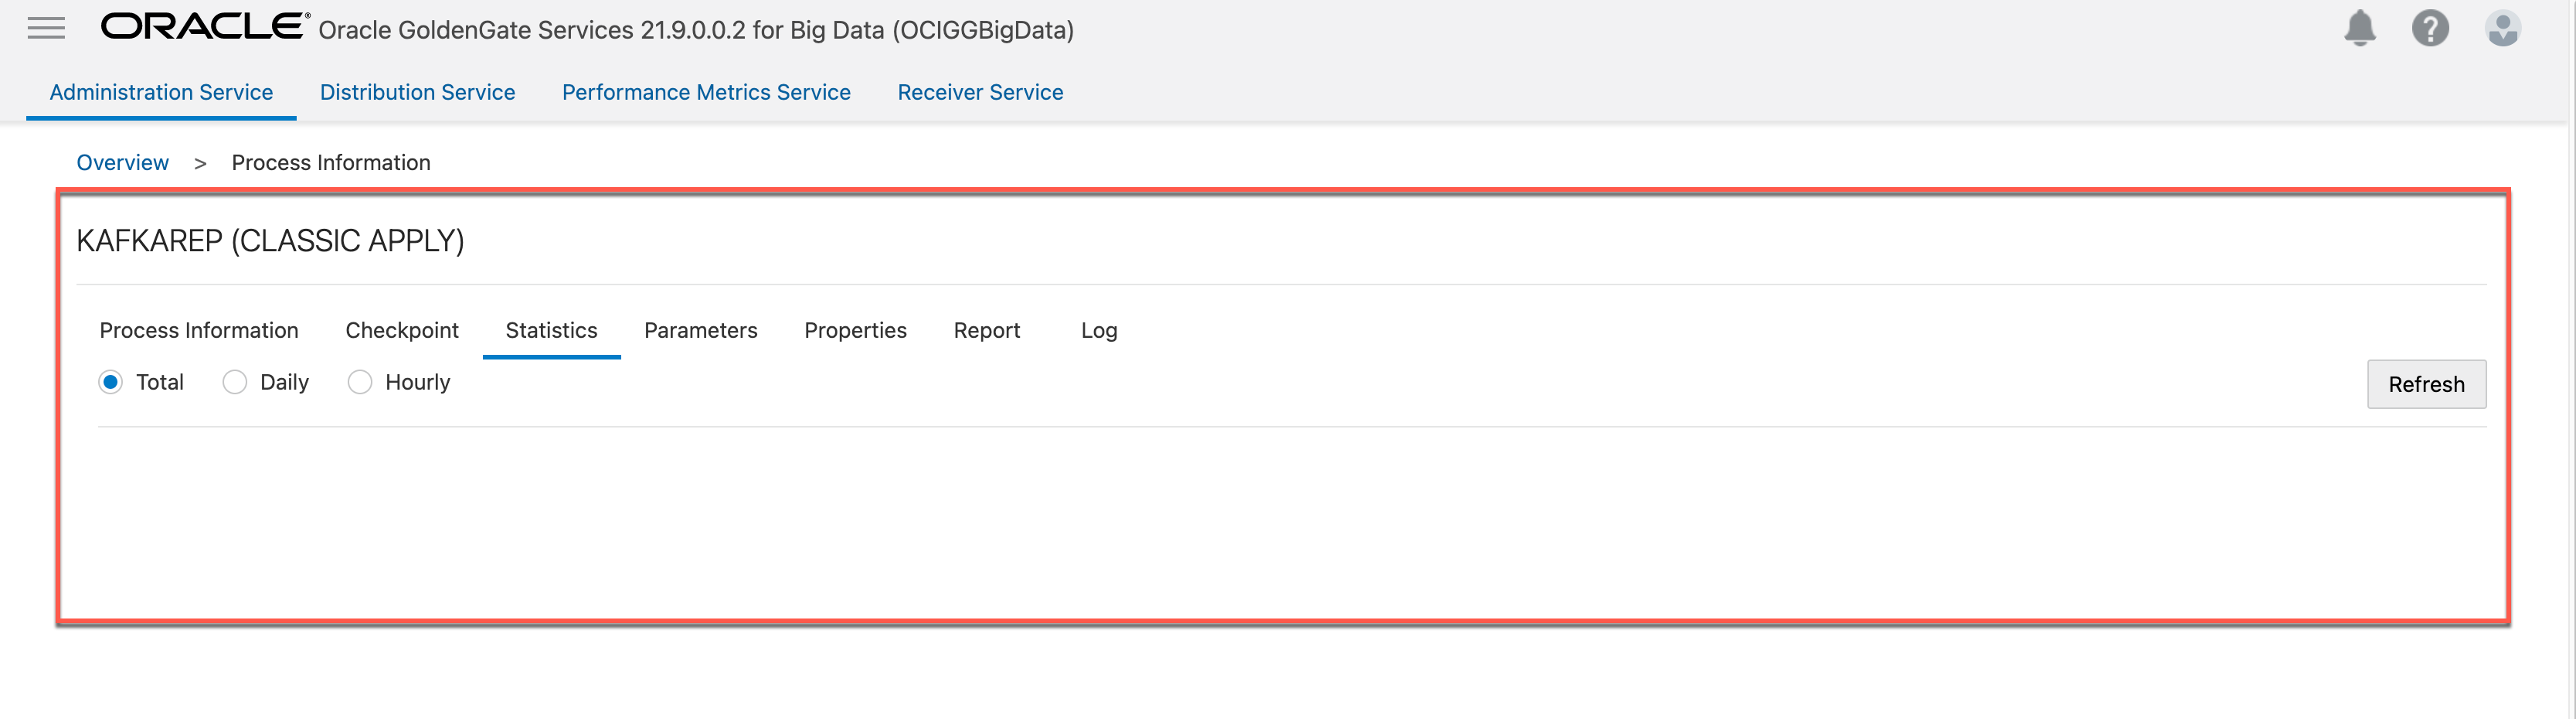 ORACLE® Oracle GoldenGate Services 21.9.0.0.2 for Big Data (OCIGGBigData)
?
Administration Service Distribution Service Performance Metrics Service Receiver Service
Overview > Process Information
KAFKAREP (CLASSIC APPLY)
Process Information Checkpoint Statistics Parameters Properties Report Log
Total Daily Hourly
Refresh